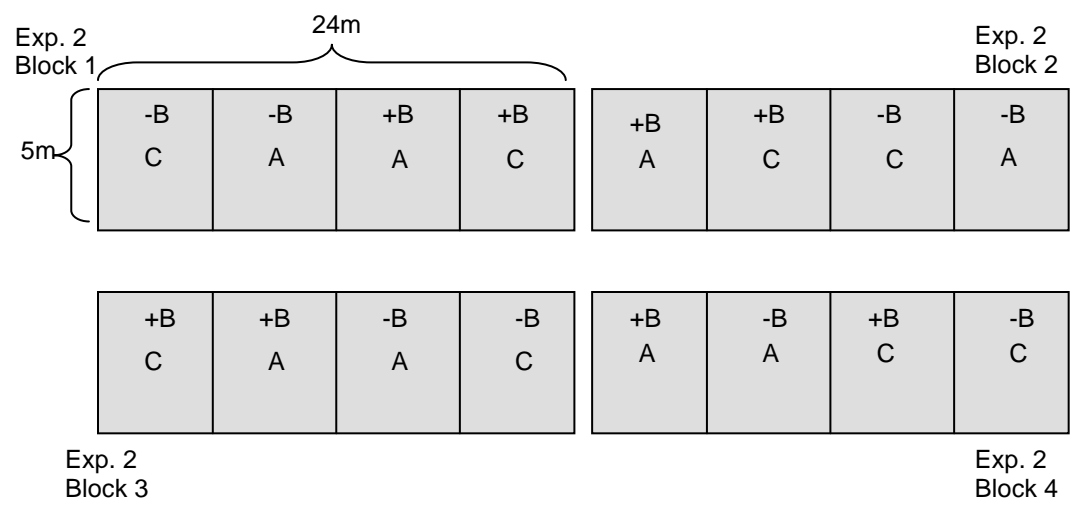 24m
Exp. 2
Block 1
Exp. 2
Block 2
5m
-B -B +B +B
C A A C
+B +B -B -B
A C C A
+B +B -B -B
C A A C
+B -B +B -B
A A C C
Exp. 2
Block 3
Exp. 2
Block 4